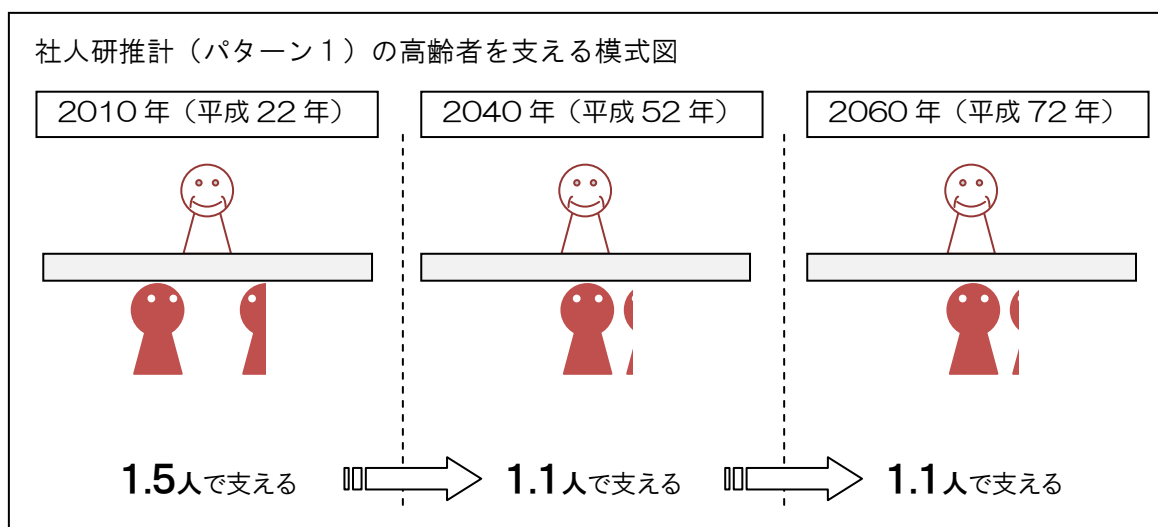 社人研推計（パターン１）の高齢者を支える模式図
2010 年（平成 22 年）
2040 年（平成 52 年）
2060 年（平成 72 年）
1.5人で支える
1.1人で支える
1.1人で支える